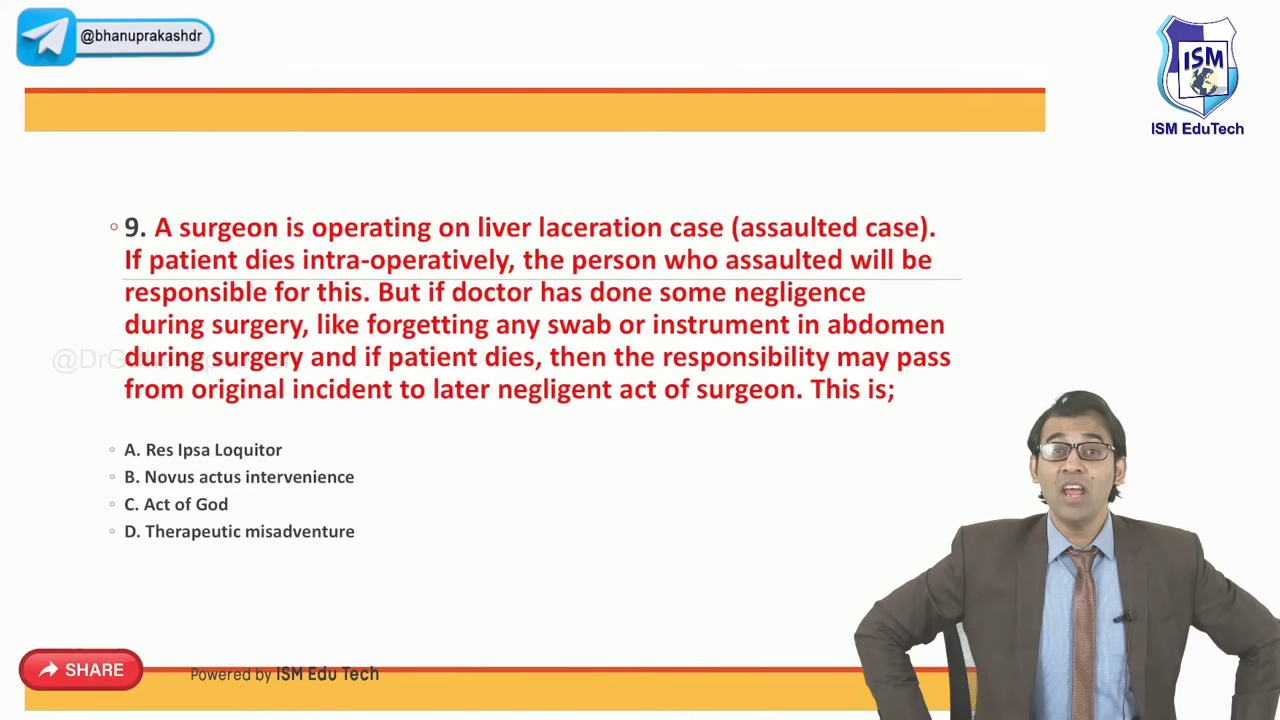 @bhanuprakashdr
ISM
ISM EduTech
9. A surgeon is operating on liver laceration case (assaulted case).
If patient dies intra-operatively, the person who assaulted will be
responsible for this. But if doctor has done some negligence
during surgery, like forgetting any swab or instrument in abdomen
during surgery and if patient dies, then the responsibility may pass
from original incident to later negligent act of surgeon. This is;
A. Res Ipsa Loquitor
B. Novus actus intervenience
C. Act of God
D. Therapeutic misadventure
SHARE
Powered by ISM Edu Tech